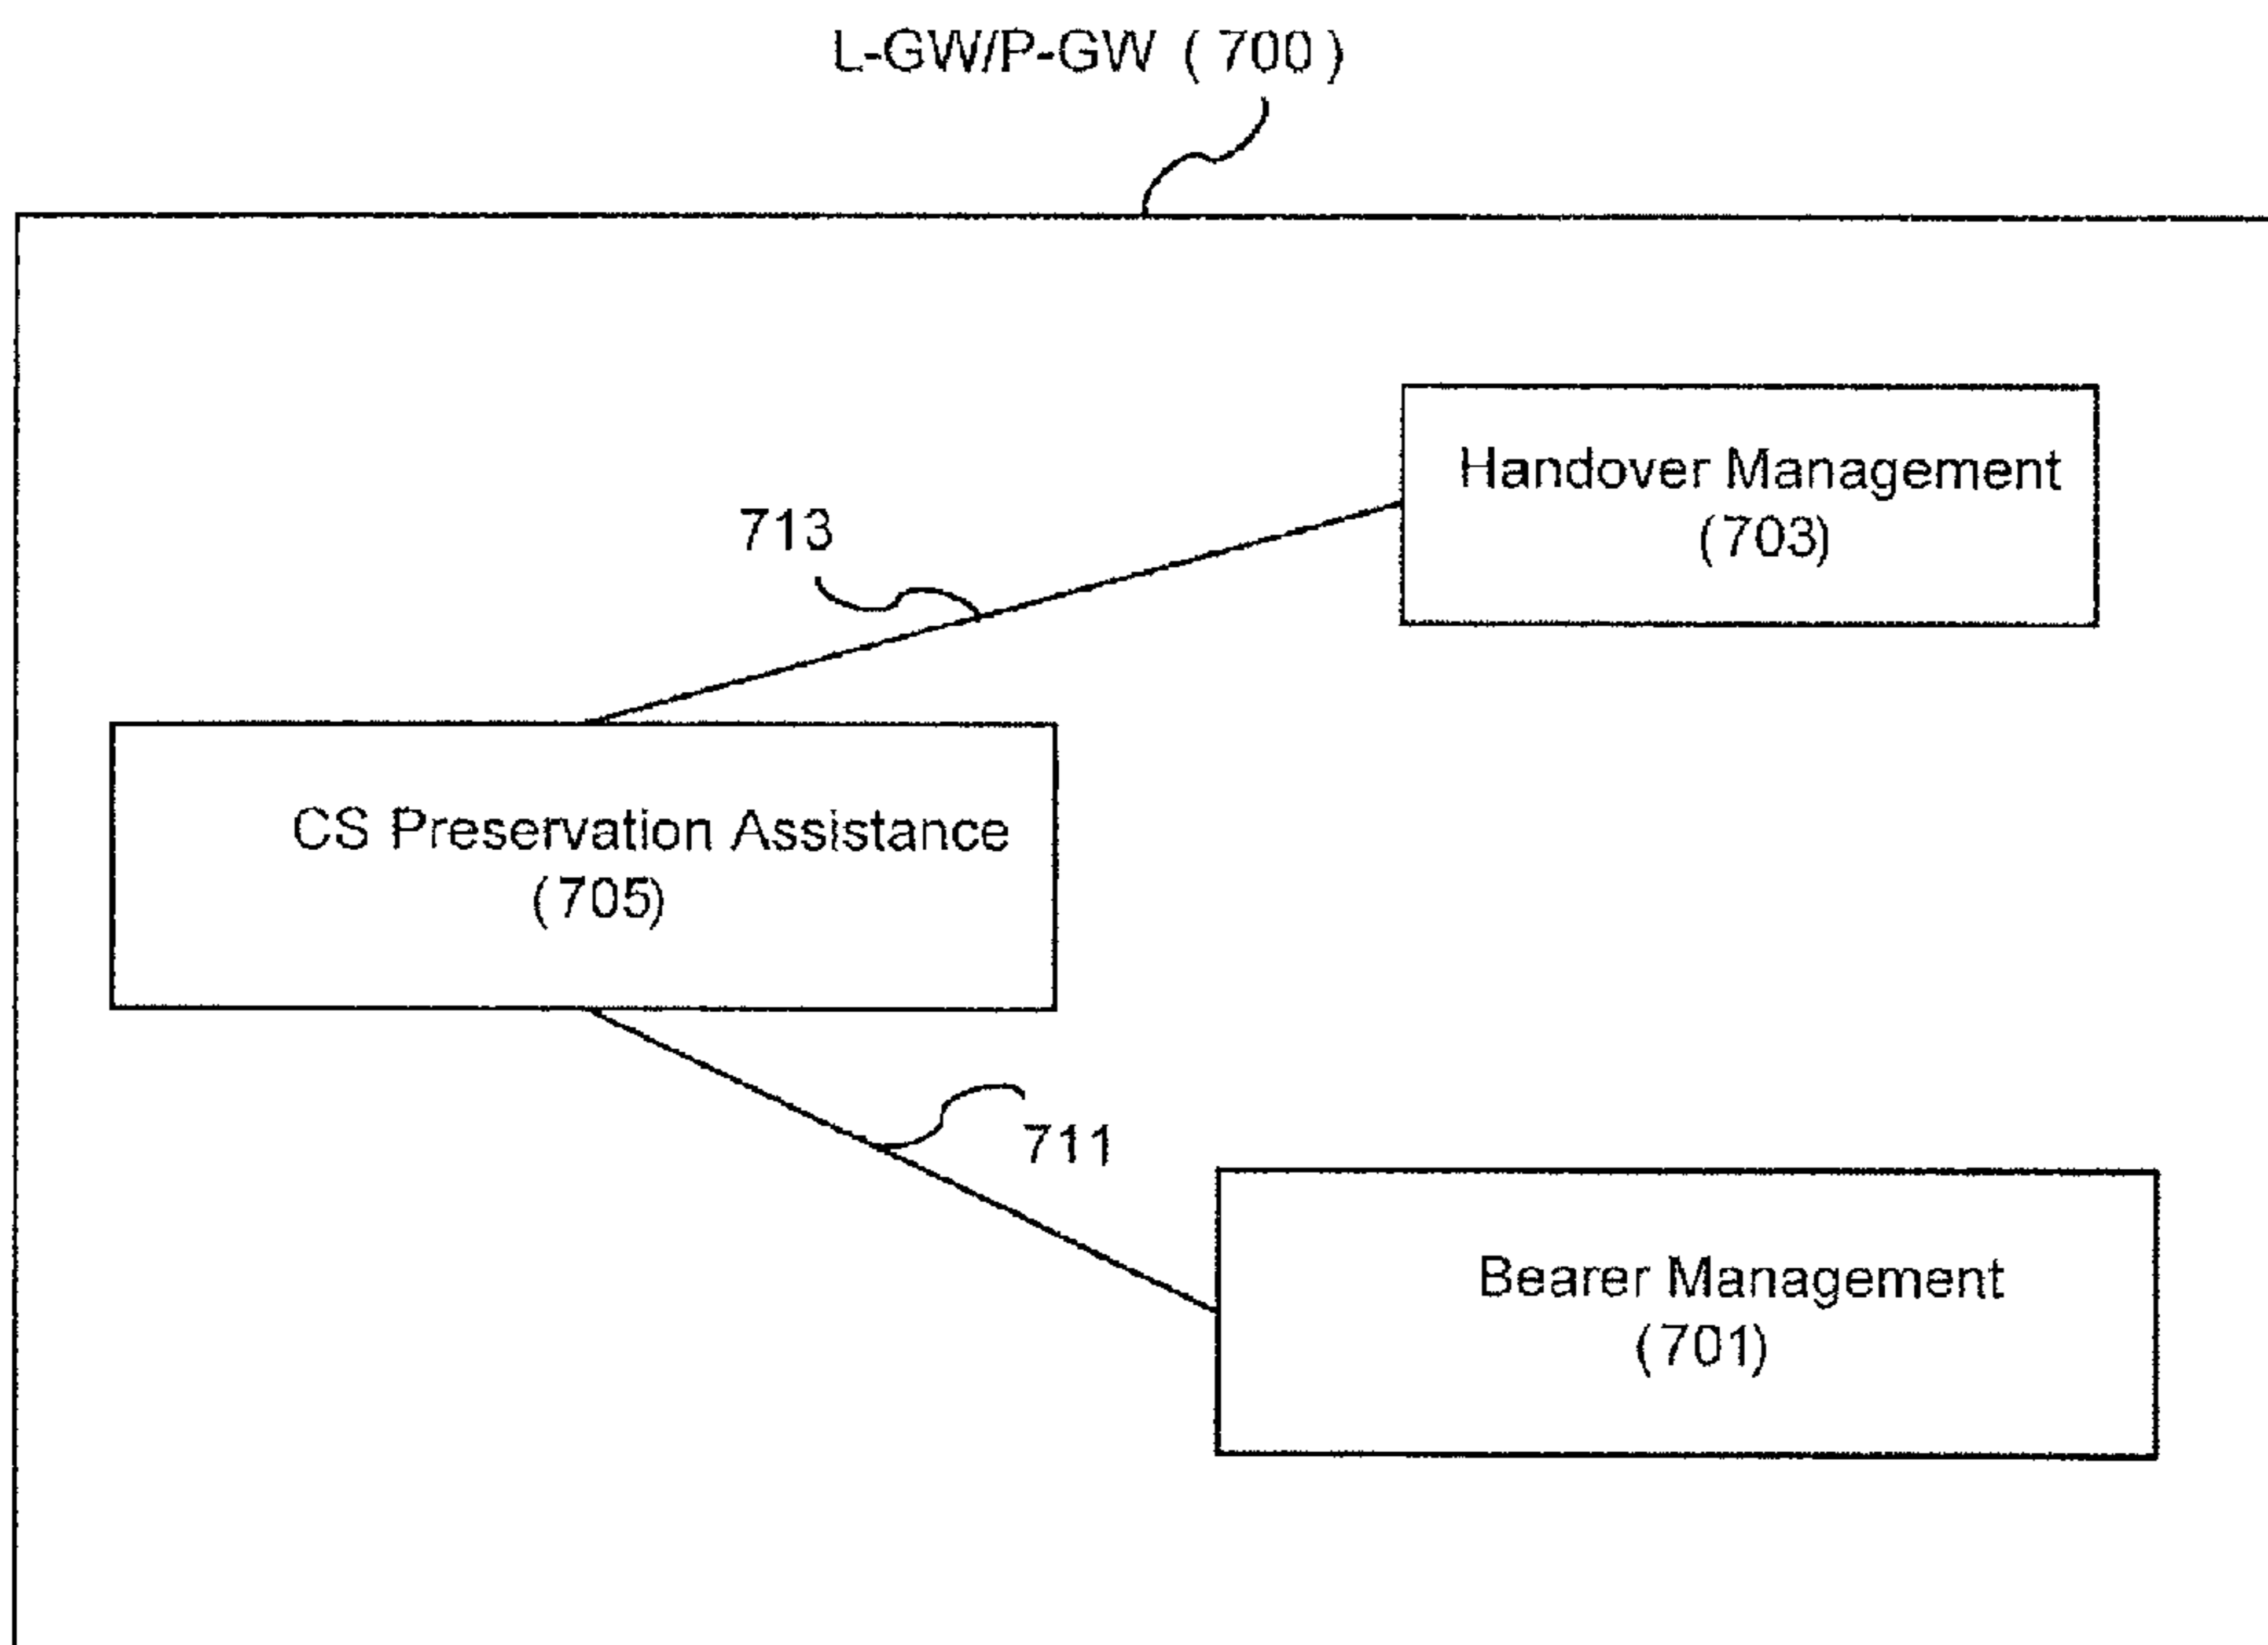 L-GW/P-GW (700)
Handover Management
(703)
713
CS Preservation Assistance
(705)
711
Bearer Management
(701)